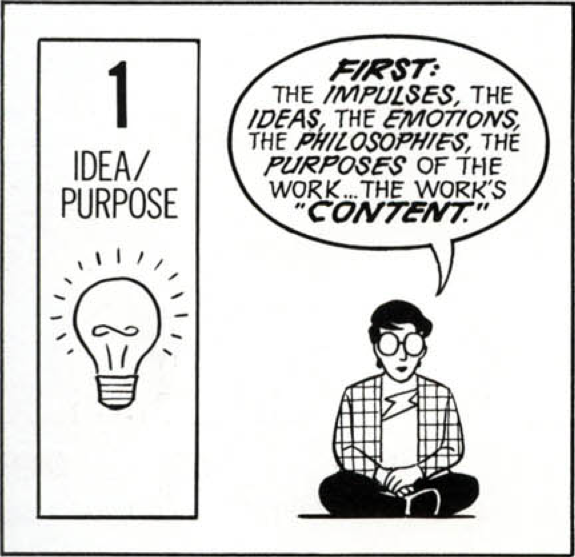 1
IDEA/
PURPOSE
FIRST:
THE IMPULSES, THE
IDEAS, THE EMOTIONS,
THE PHILOSOPHIES, THE
PURPOSES OF THE
WORK...THE WORK'S
"CONTENT."